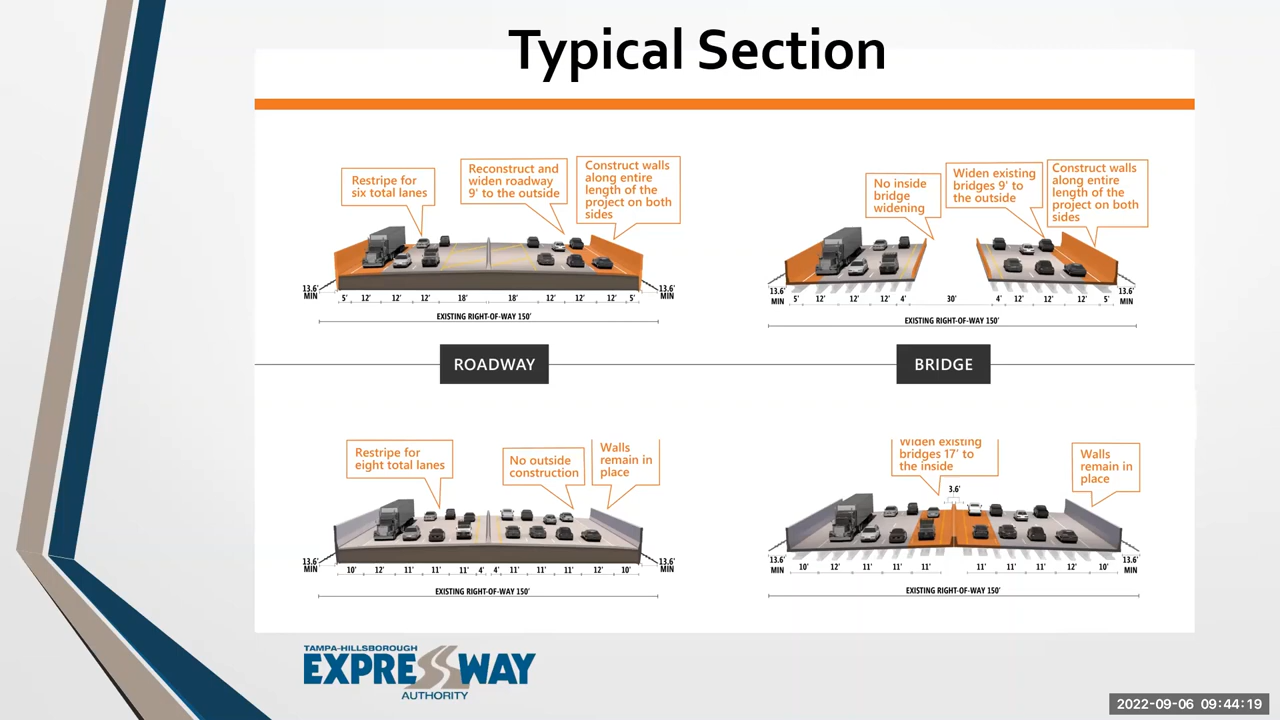 Typical Section
Restripe for
six total lanes
Reconstruct and
widen roadway
9' to the outside
Construct walls
along entire
length of the
project on both
sides
13.6'
MIN
5' 12' 12' 12' 18' 18' 12' 12' 12' 5'
13.6'
MIN
EXISTING RIGHT-OF-WAY 150'
No inside
bridge
widening
Widen existing
bridges 9' to
the outside
Construct walls
along entire
length of the
project on both
sides
13.6'
MIN
5' 12' 12' 12' 4' 30' 4' 12' 12' 12' 5'
13.6'
MIN
EXISTING RIGHT-OF-WAY 150'
ROADWAY
BRIDGE
Restripe for
eight total lanes
No outside
construction
Walls
remain in
place
13.6'
MIN
10' 12' 11' 11' 11' 4' 4' 11' 11' 11' 12' 10'
13.6'
MIN
EXISTING RIGHT-OF-WAY 150'
Widen existing
bridges 17' to
the inside
3.6'
Walls
remain in
place
13.6'
MIN
10' 12' 11' 11' 11' 11' 11' 11' 12' 10'
13.6'
MIN
EXISTING RIGHT-OF-WAY 150'
TAMPA-HILLSBOROUGH
EXPRESSWAY
AUTHORITY
2022-09-06 09:44:19